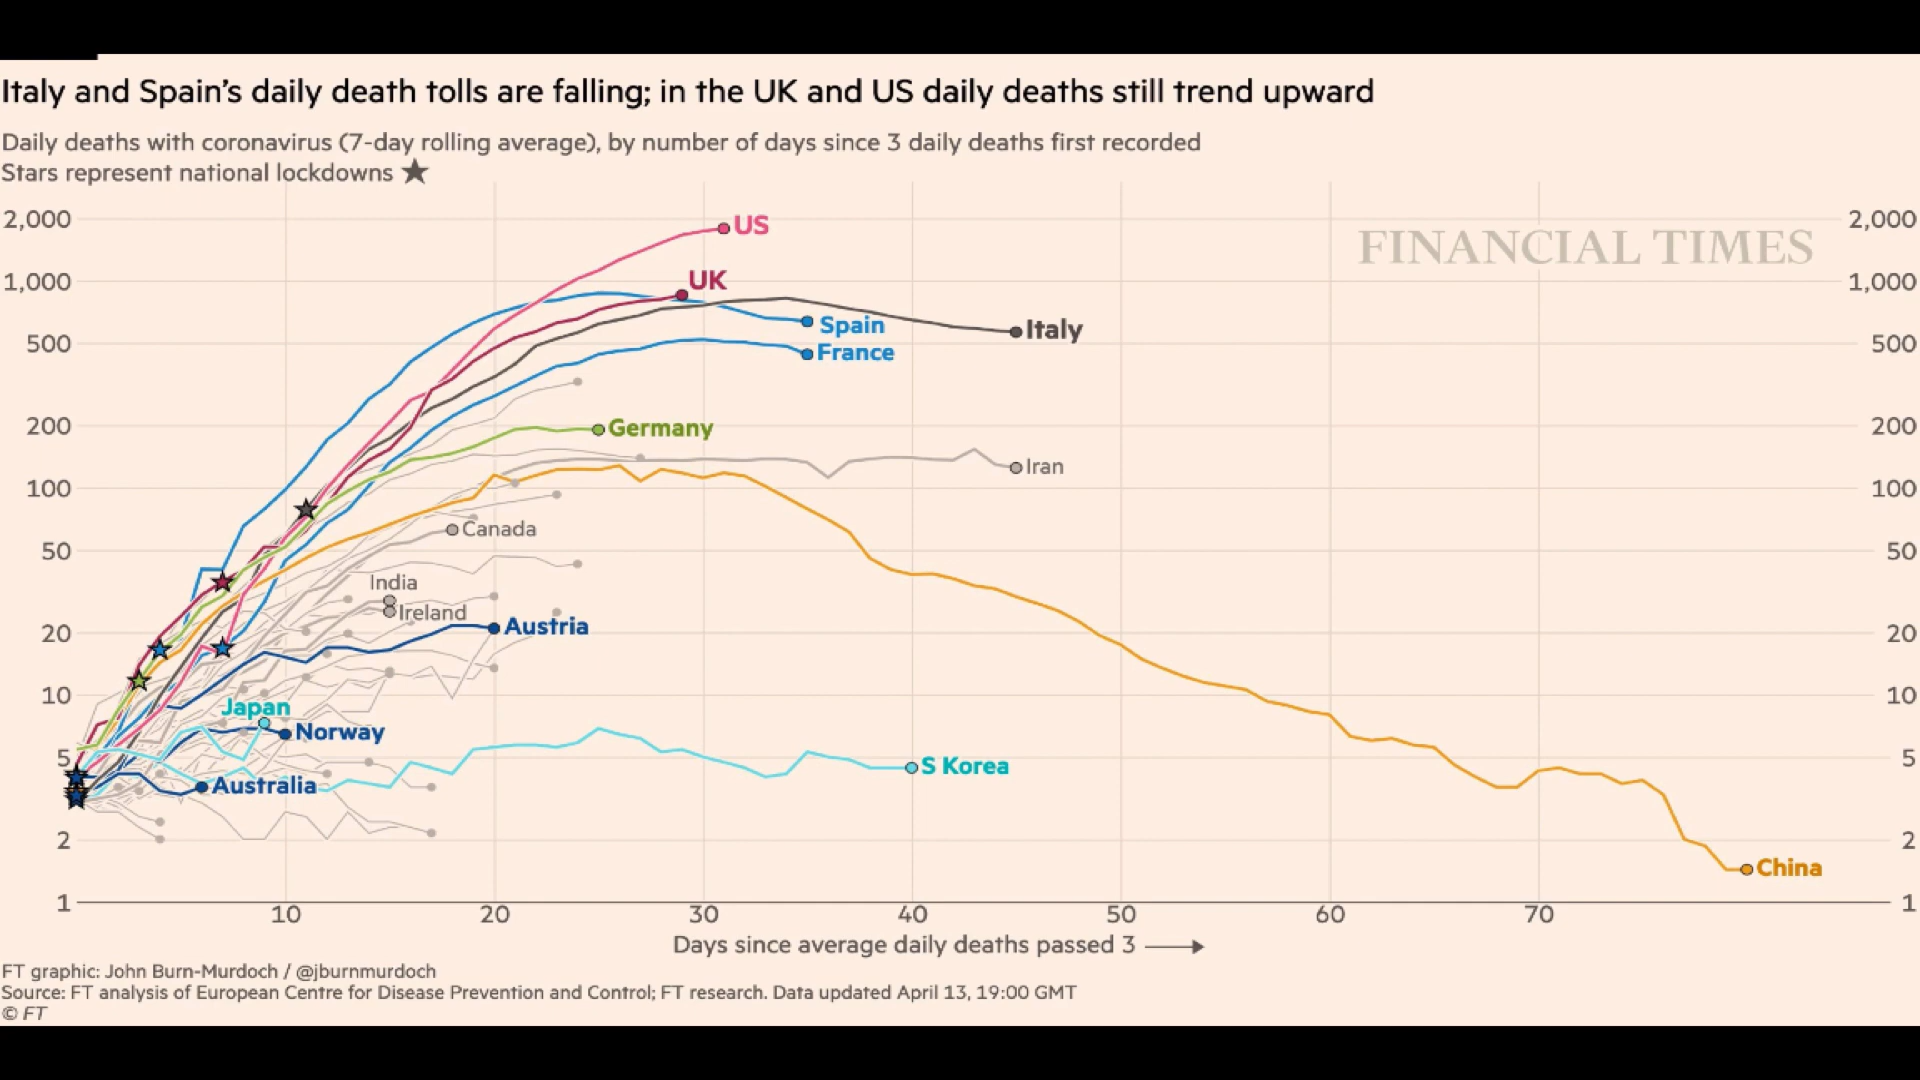 Italy and Spain's daily death tolls are falling; in the UK and US daily deaths still trend upward
Daily deaths with coronavirus (7-day rolling average), by number of days since 3 daily deaths first recorded
Stars represent national lockdowns ★
2,000 2,000
FINANCIAL TIMES
US
1,000 1,000
UK
Spain
Italy
500 500
France
200 200
Germany
Iran
100 100
Canada
50 50
India
Ireland
20 20
Austria
10 10
Japan
Norway
5 5
S Korea
Australia
2 2
China
1 1
10 20 30 40 50 60 70
Days since average daily deaths passed 3 →
FT graphic: John Burn-Murdoch / @jburnmurdoch
Source: FT analysis of European Centre for Disease Prevention and Control; FT research. Data updated April 13, 19:00 GMT
© FT